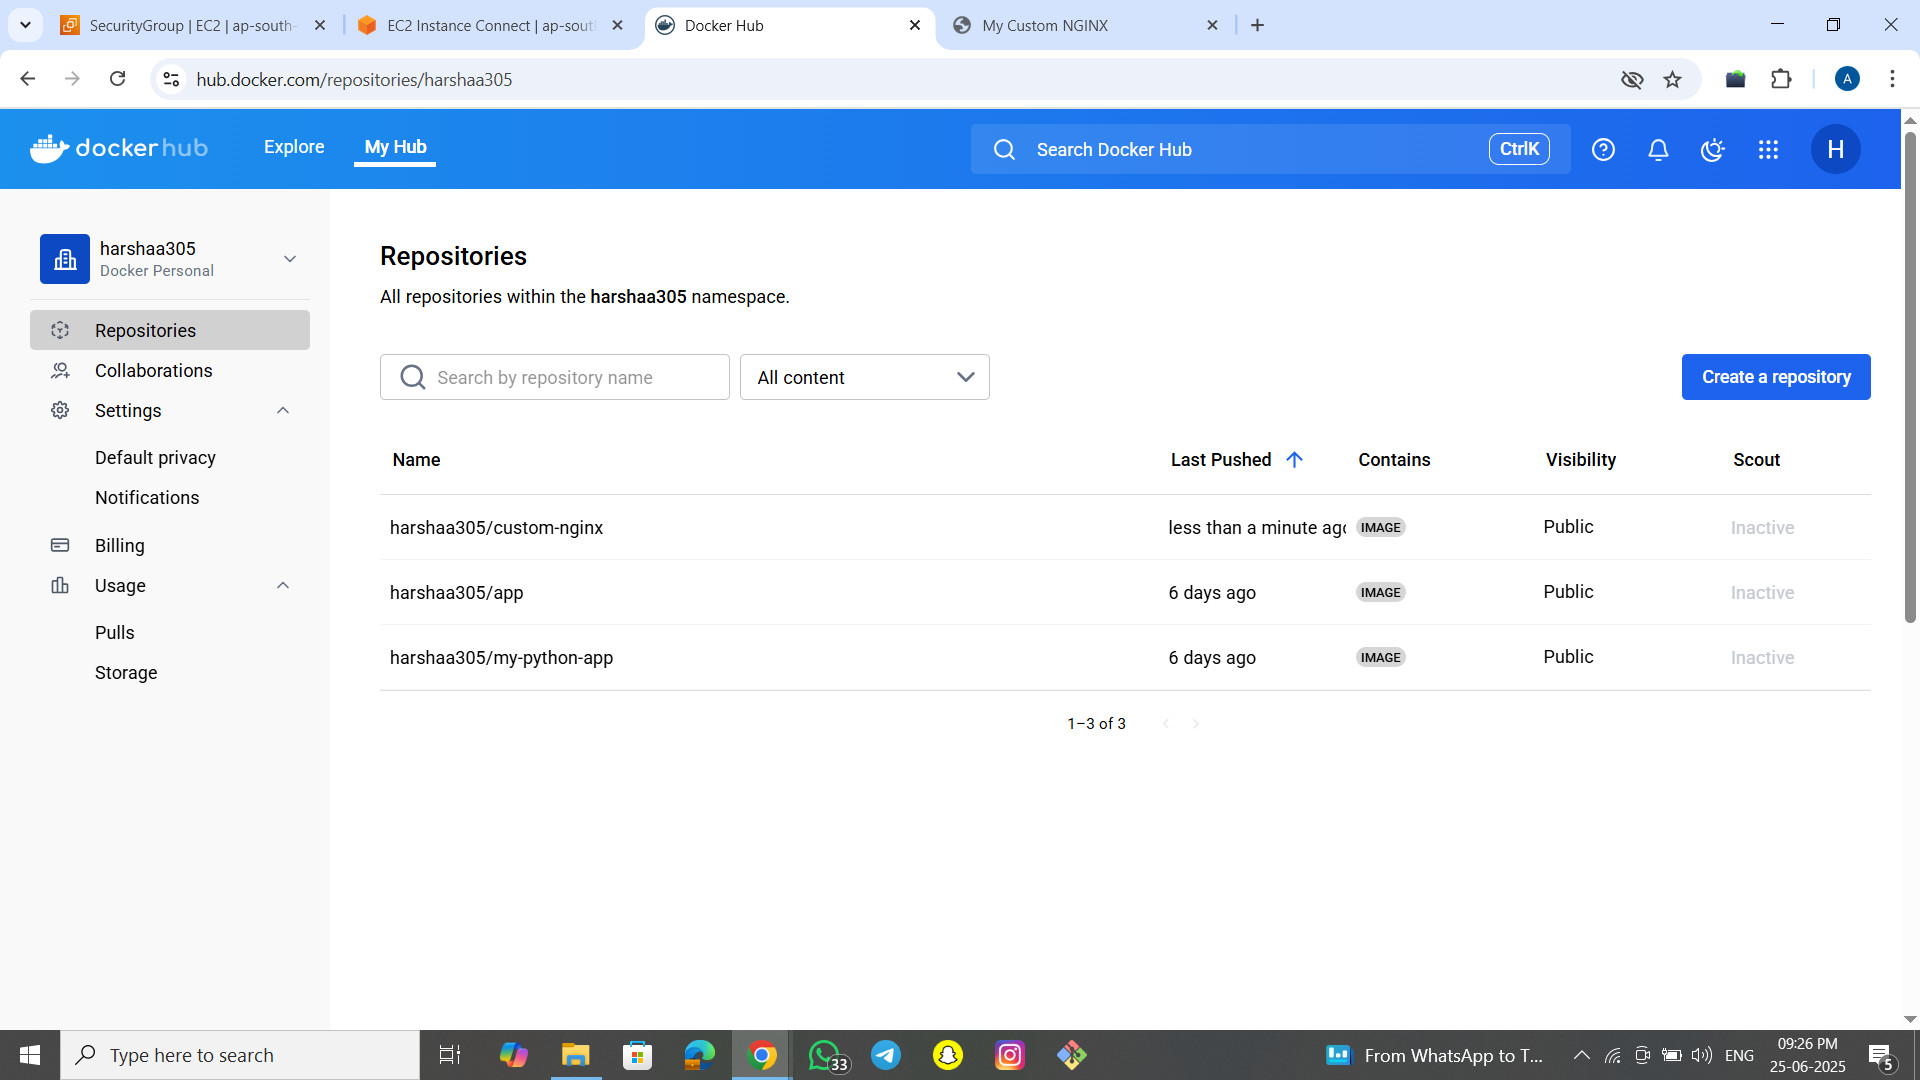 SecurityGroup | EC2 | ap-south-
EC2 Instance Connect | ap-sout
Docker Hub
My Custom NGINX
hub.docker.com/repositories/harshaa305
A
docker hub
Explore
My Hub
Search Docker Hub
CtrlK
H
harshaa305
Docker Personal
Repositories
Collaborations
Settings
Default privacy
Notifications
Billing
Usage
Pulls
Storage
Repositories
All repositories within the harshaa305 namespace.
Search by repository name
All content
Create a repository
Name Last Pushed Contains Visibility Scout
harshaa305/custom-nginx less than a minute ago IMAGE Public Inactive
harshaa305/app 6 days ago IMAGE Public Inactive
harshaa305/my-python-app 6 days ago IMAGE Public Inactive
1–3 of 3
Type here to search
33
From WhatsApp to T...
ENG
09:26 PM
25-06-2025
5